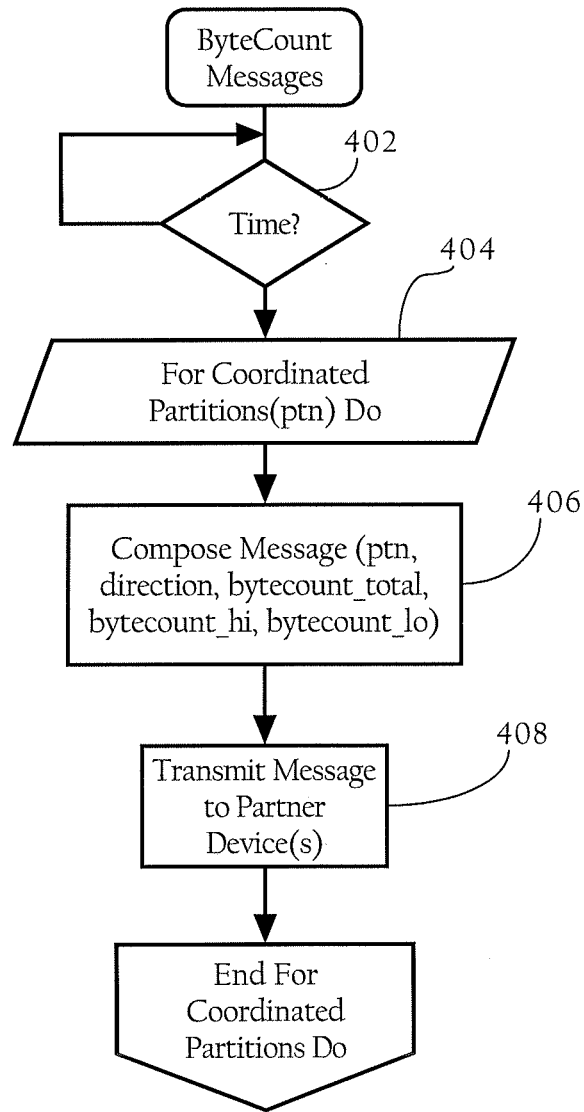 ByteCount
Messages
402
Time?
404
For Coordinated
Partitions(ptn) Do
406
Compose Message (ptn,
direction, bytecount_total,
bytecount_hi, bytecount_lo)
408
Transmit Message
to Partner
Device(s)
End For
Coordinated
Partitions Do